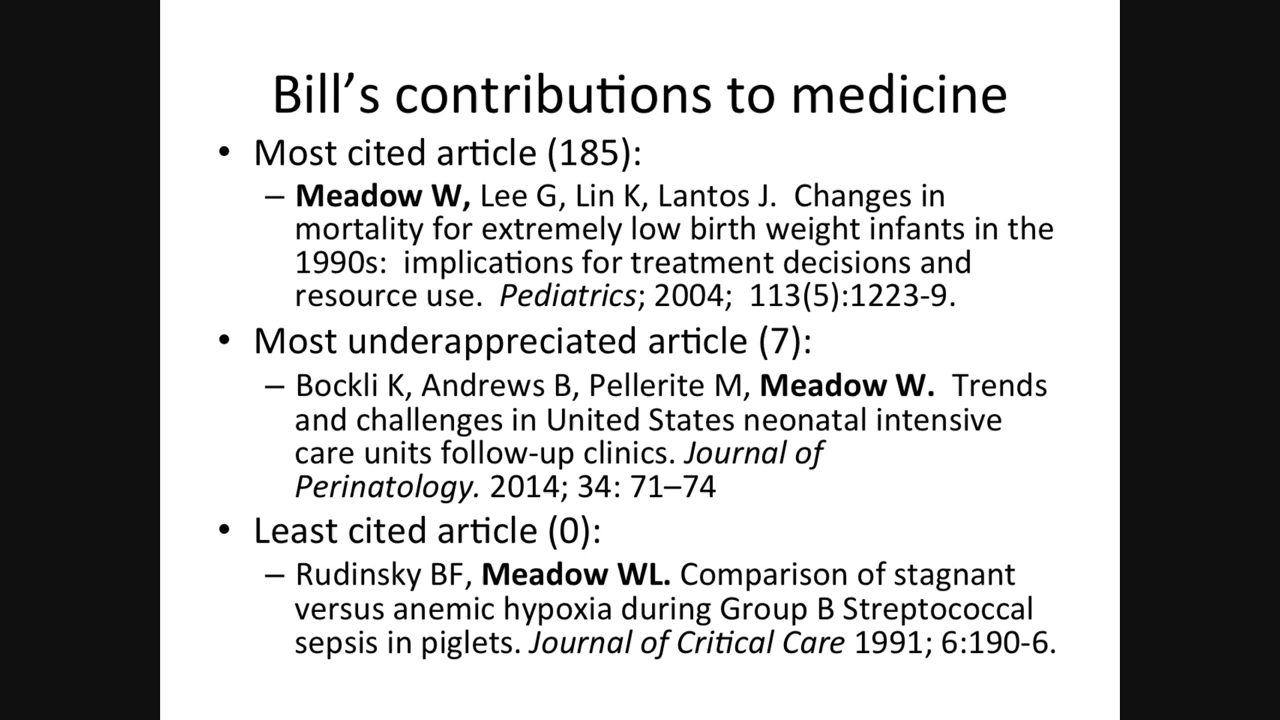 Bill’s contributions to medicine
• Most cited article (185):
– Meadow W, Lee G, Lin K, Lantos J.  Changes in
mortality for extremely low birth weight infants in the
1990s:  implications for treatment decisions and
resource use.  Pediatrics; 2004;  113(5):1223-9.
• Most underappreciated article (7):
– Bockli K, Andrews B, Pellerite M, Meadow W.  Trends
and challenges in United States neonatal intensive
care units follow-up clinics. Journal of
Perinatology. 2014; 34: 71–74
• Least cited article (0):
– Rudinsky BF, Meadow WL. Comparison of stagnant
versus anemic hypoxia during Group B Streptococcal
sepsis in piglets. Journal of Critical Care 1991; 6:190-6.